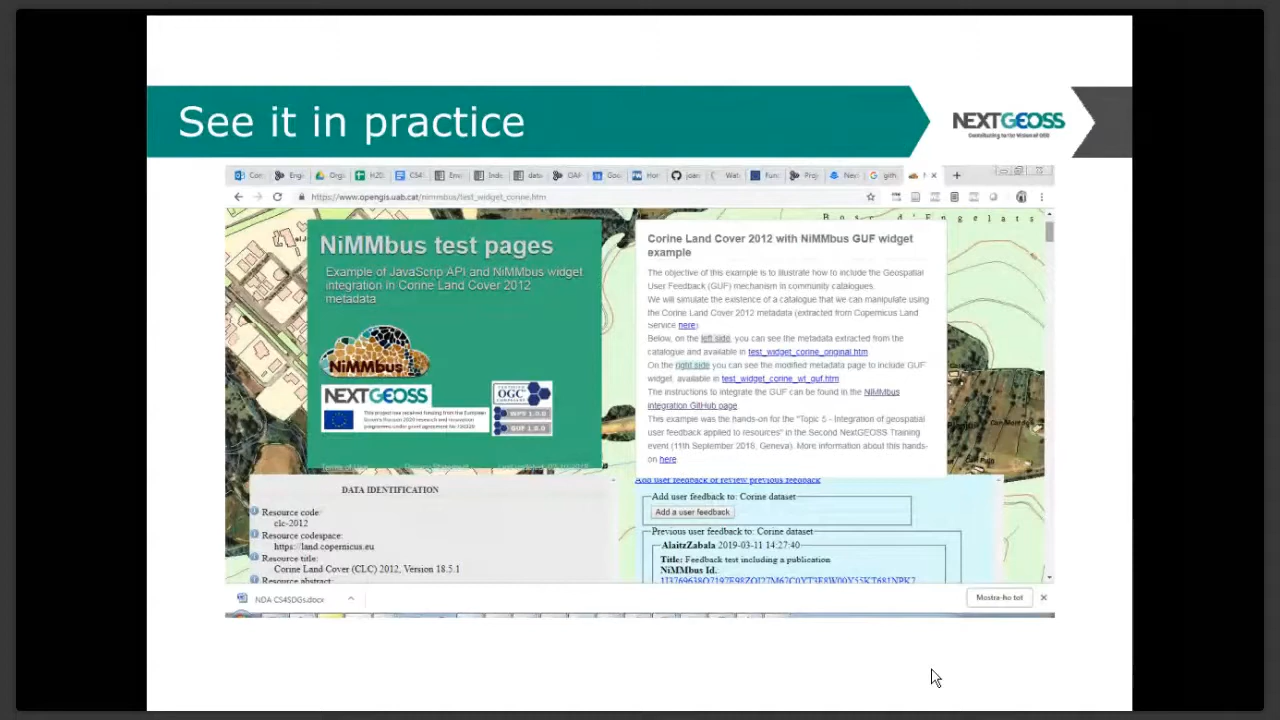 See it in practice
NEXTGEOSS
https://www.opengis.uab.cat/nimmbus/test_widget_corine.htm
NiMMbus test pages
Example of JavaScrip API and NiMMbus widget
integration in Corine Land Cover 2012
metadata
NiMMbus
NEXTGEOSS
OGC
Corine Land Cover 2012 with NiMMbus GUF widget
example
The objective of this example is to illustrate how to include the Geospatial
User Feedback (GUF) mechanism in community catalogues.
We will simulate the existence of a catalogue that we can manipulate using
the Corine Land Cover 2012 metadata (extracted from Copernicus Land
Service here)
Below, on the left side, you can see the metadata extracted from the
catalogue and available in test_widget_corine_original.htm
On the right side you can see the modified metadata page to include GUF
widget, available in test_widget_corine_wt_guf.htm
The instructions to integrate the GUF can be found in the NiMMbus
integration GitHub page
This example was the hands-on for the "Topic 5 - Integration of geospatial
user feedback applied to resources" in the Second NextGEOSS Training
event (11th September 2018, Geneva). More information about this hands-
on here
DATA IDENTIFICATION
Resource code:
clc-2012
Resource codespace:
https://land.copernicus.eu
Resource title:
Corine Land Cover (CLC) 2012, Version 18.5.1
Resource abstract:
Add user feedback or review previous feedback
Add user feedback to: Corine dataset
Add a user feedback
Previous user feedback to: Corine dataset
AlaitzZabala 2019-03-11 14:27:40
Title: Feedback test including a publication
NiMMbus Id.
NDA CS4SDGs.docx
Mostra-ho tot